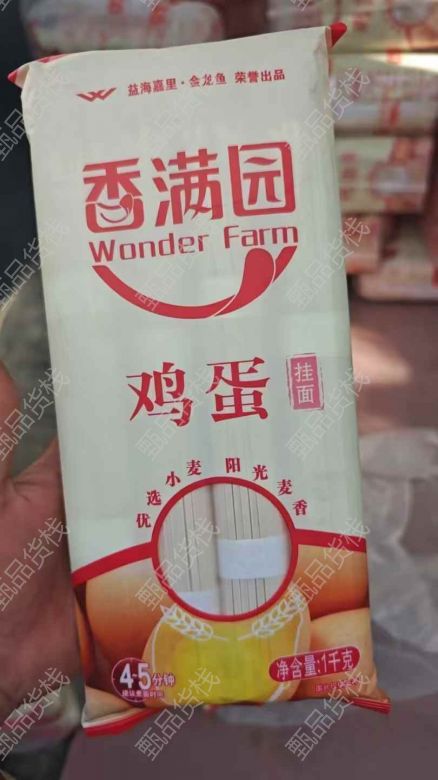 益海嘉里·金龙鱼 荣誉出品
香满园
Wonder Farm
鸡蛋
挂面
优选小麦 阳光麦香
4-5分钟
净含量:1千克
甄品货栈